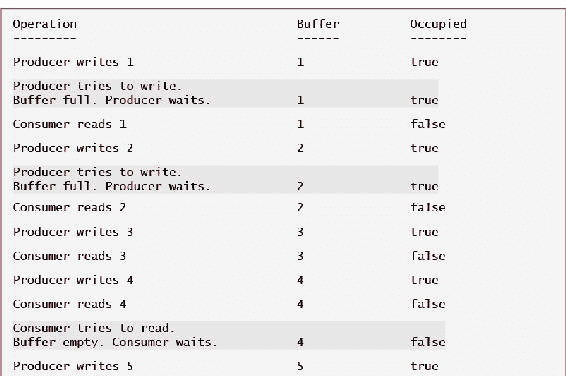 Operation Buffer Occupied
--------- ------ --------
Producer writes 1 1 true
Producer tries to write.
Buffer full. Producer waits. 1 true
Consumer reads 1 1 false
Producer writes 2 2 true
Producer tries to write.
Buffer full. Producer waits. 2 true
Consumer reads 2 2 false
Producer writes 3 3 true
Consumer reads 3 3 false
Producer writes 4 4 true
Consumer reads 4 4 false
Consumer tries to read.
Buffer empty. Consumer waits. 4 false
Producer writes 5 5 true